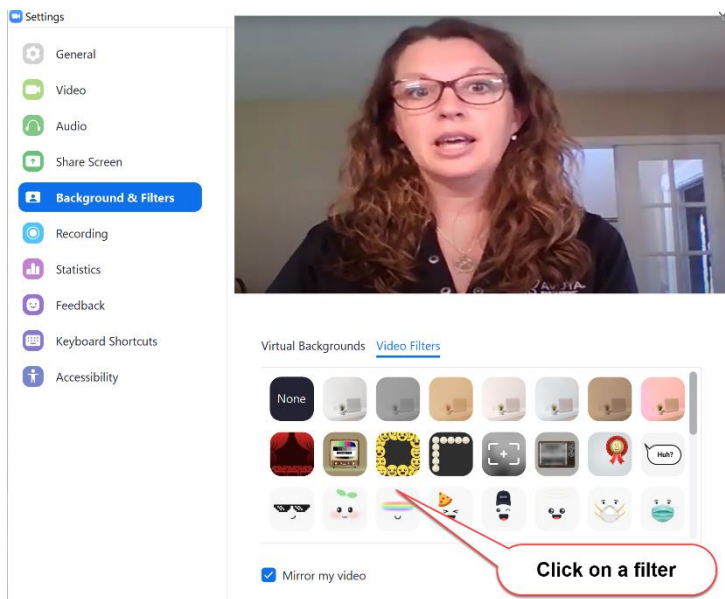 Settings
General
Video
Audio
Share Screen
Background & Filters
Recording
Statistics
Feedback
Keyboard Shortcuts
Accessibility
Virtual Backgrounds Video Filters
None
Huh?
Mirror my video
Click on a filter